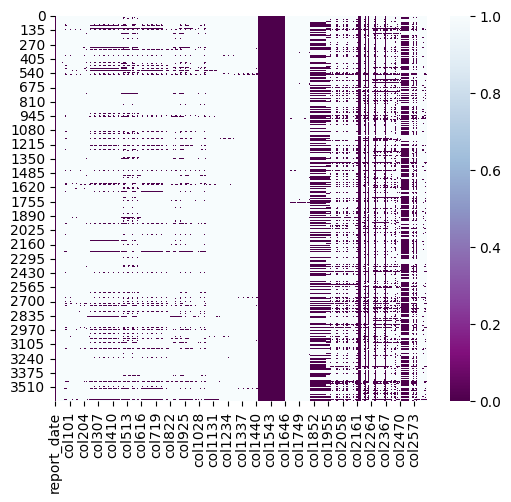 0
135
270
405
540
675
810
945
1080
1215
1350
1485
1620
1755
1890
2025
2160
2295
2430
2565
2700
2835
2970
3105
3240
3375
3510
report_date
col101
col204
col307
col410
col513
col616
col719
col822
col925
col1028
col1131
col1234
col1337
col1440
col1543
col1646
col1749
col1852
col1955
col2058
col2161
col2264
col2367
col2470
col2573
1.0
0.8
0.6
0.4
0.2
0.0